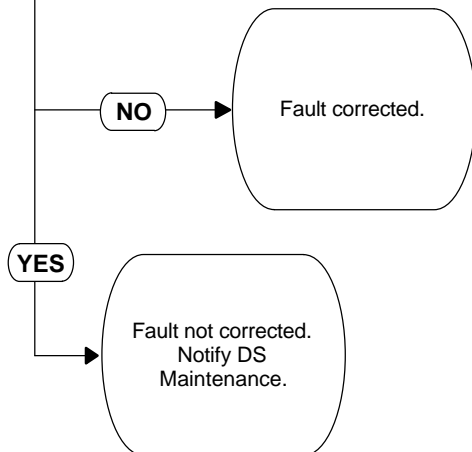 NO
Fault corrected.
YES
Fault not corrected.
Notify DS
Maintenance.